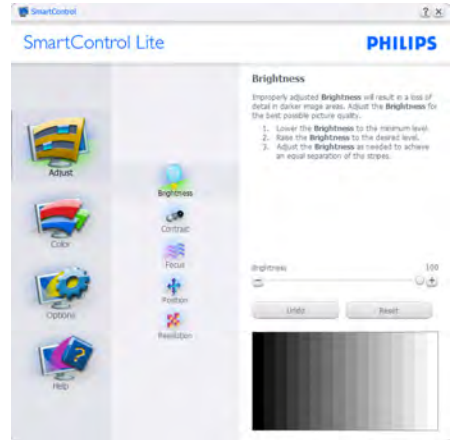 SmartControl
? ×
SmartControl Lite
PHILIPS
Brightness
Improperly adjusted Brightness will result in a loss of
detail in darker image areas. Adjust the Brightness for
the best possible picture quality.
1. Lower the Brightness to the minimum level.
2. Raise the Brightness to the desired level.
3. Adjust the Brightness as needed to achieve
an equal separation of the stripes.
Adjust
Color
Options
Help
Brightness
Contrast
Focus
Position
Resolution
Brightness 100
Undo Reset